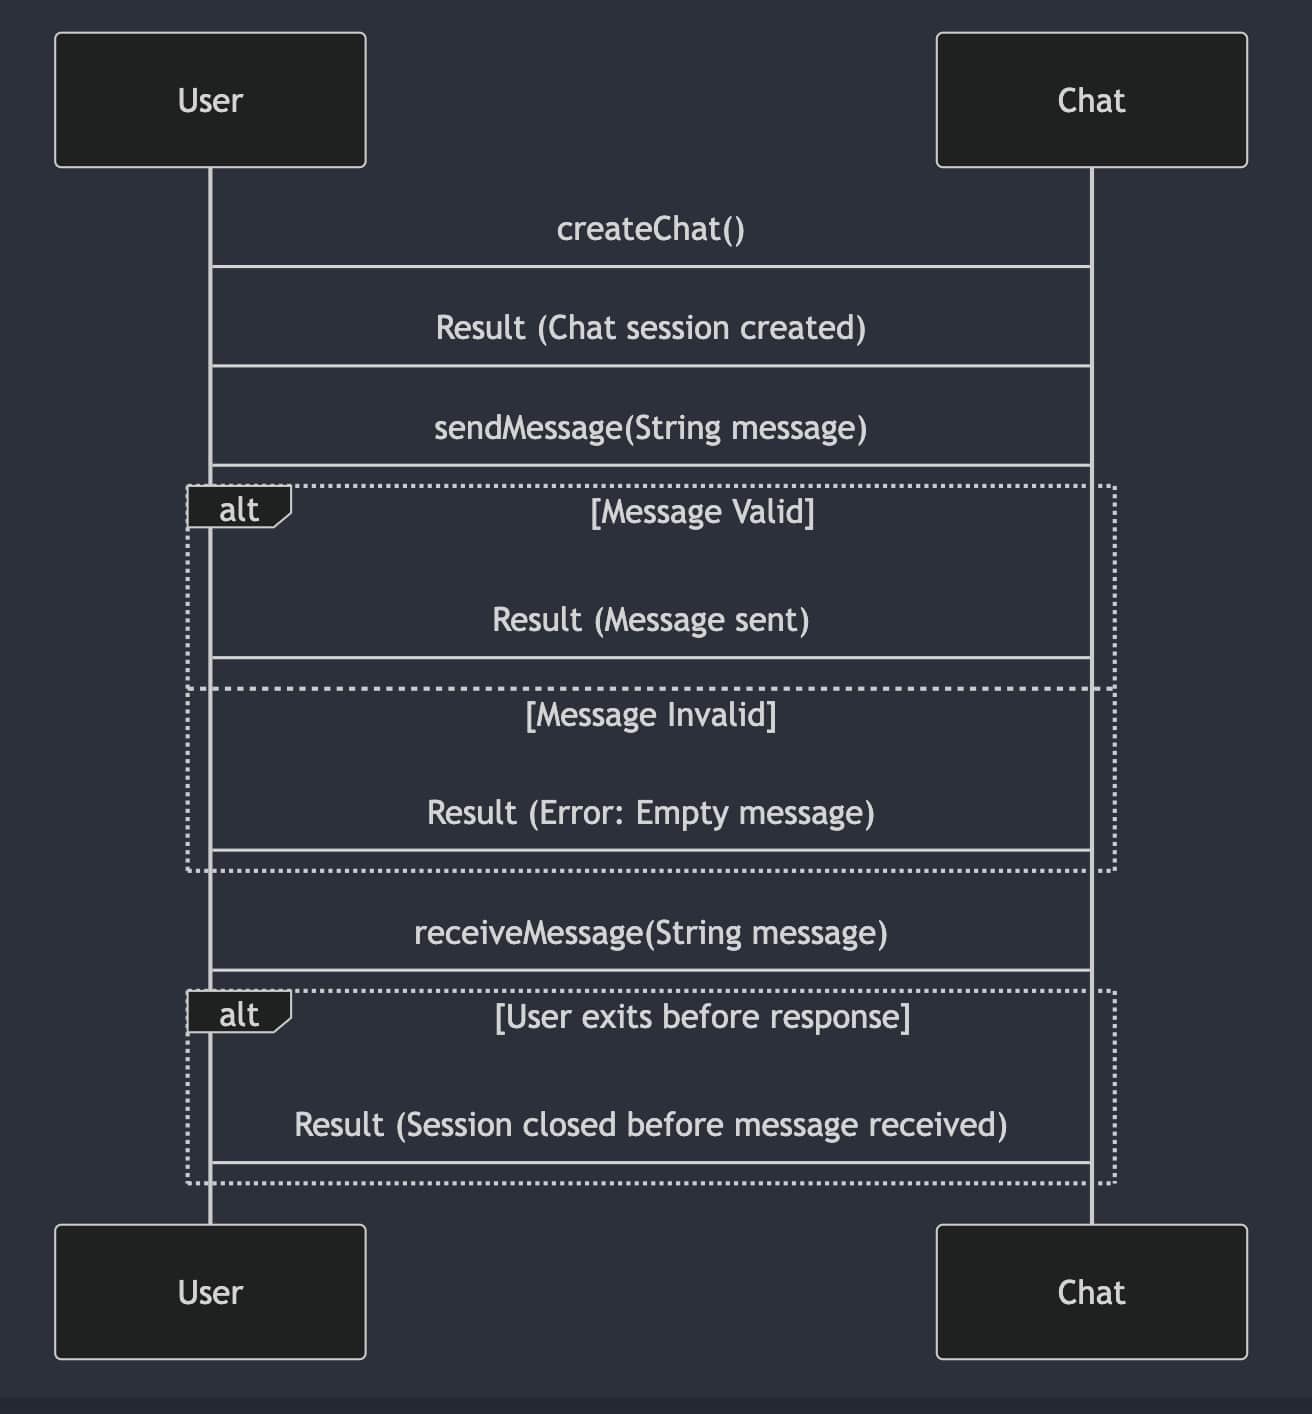 User
Chat
createChat()
Result (Chat session created)
sendMessage(String message)
alt
[Message Valid]
Result (Message sent)
[Message Invalid]
Result (Error: Empty message)
receiveMessage(String message)
alt
[User exits before response]
Result (Session closed before message received)
User
Chat